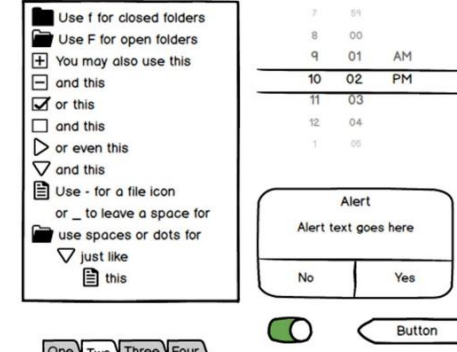 Use f for closed folders
Use F for open folders
You may also use this
and this
or this
and this
or even this
and this
Use - for a file icon
or _ to leave a space for
use spaces or dots for
just like
this
One Two Three Four
7 59
8 00
9 01 AM
10 02 PM
11 03
12 04
1 05
Alert
Alert text goes here
No Yes
Button